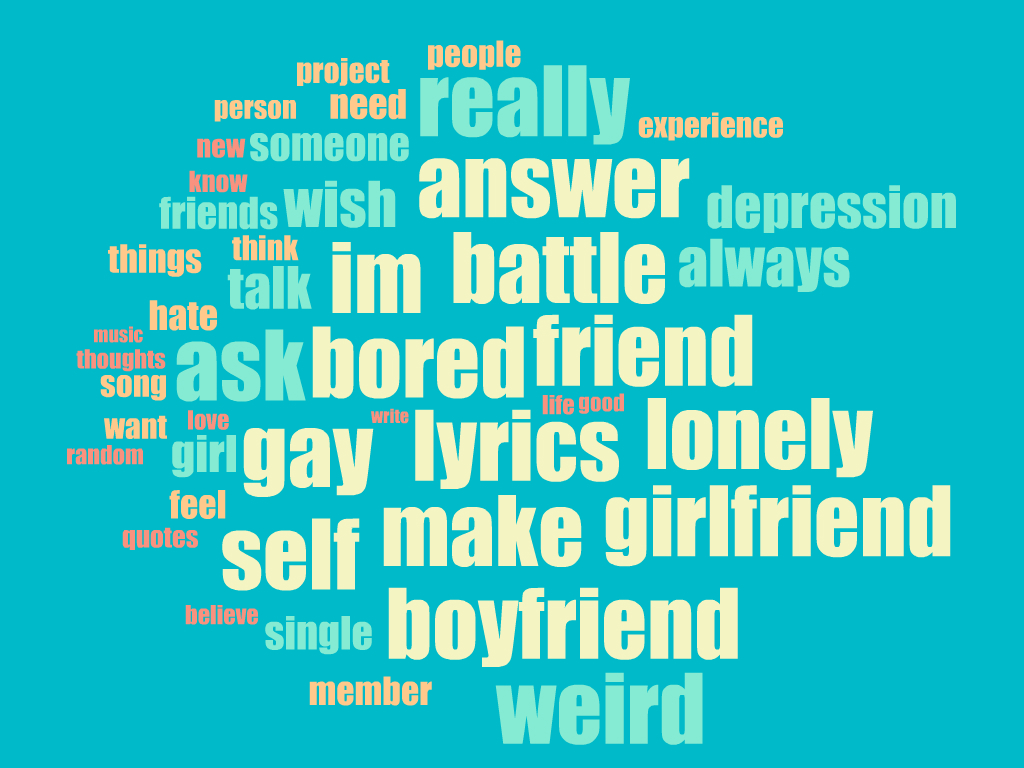 people
project
person need really
experience
new someone
know answer
friends wish depression
things think im battle always
talk
hate
music
thoughts ask bored friend
song
want love write life good
random girl gay lyrics lonely
feel
quotes self make girlfriend
believe
single boyfriend
member weird